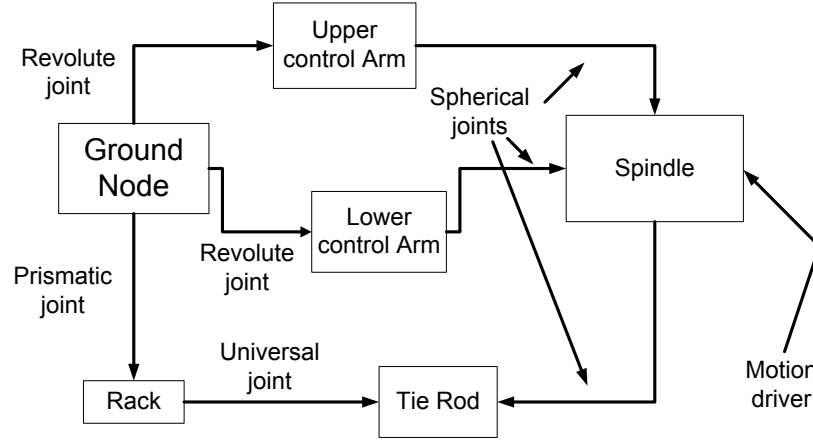 Upper
control Arm
Revolute
joint
Spherical
joints
Ground
Node
Spindle
Lower
control Arm
Revolute
joint
Prismatic
joint
Universal
joint
Rack
Tie Rod
Motion
driver